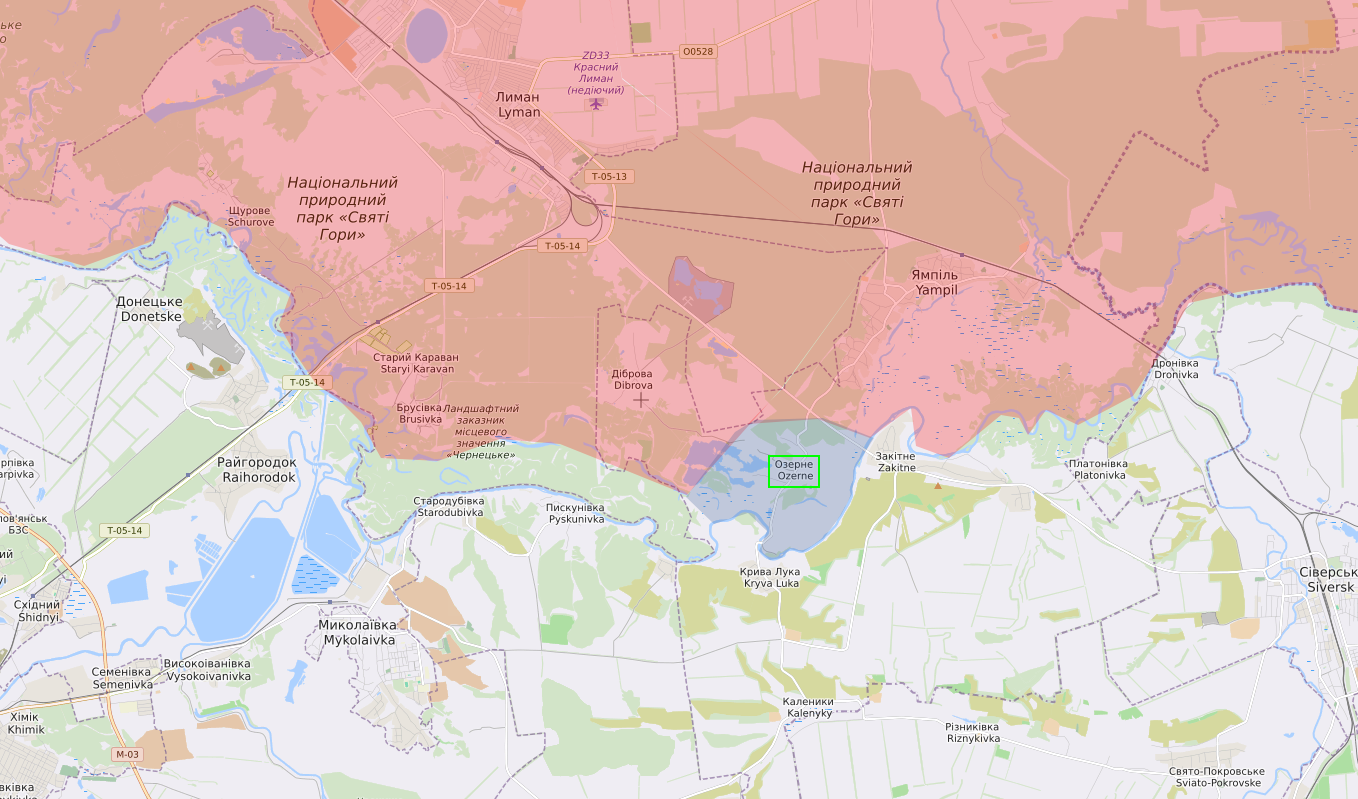 ське
о
ZD33
Красний
Лиман
(недіючий)
O0528
Лиман
Lyman
Національний
природний
парк «Святі
Гори»
Національний
природний
парк «Святі
Гори»
Т-05-13
Щурове
Schurove
Т-05-14
Т-05-14
Ямпіль
Yampil
Донецьке
Donetske
Старий Караван
Staryi Karavan
Діброва
Dibrova
Дронівка
Dronivka
Т-05-14
Брусівка
Brusivka
Ландшафтний
заказник
місцевого
значення
«Чернецьке»
Озерне
Ozerne
Закітне
Zakitne
Платонівка
Platonivka
рпівка
arpivka
Райгородок
Raihorodok
Стародубівка
Starodubivka
Пискунівка
Pyskunivka
ов'янськ
БЗС
Т-05-14
ий
yi
Крива Лука
Kryva Luka
Сіверськ
Siversk
Східний
Shidnyi
Миколаївка
Mykolaivka
Семенівка
Semenivka
Високоіванівка
Vysokoivanivka
Хімік
Khimik
Каленики
Kalenyky
Різниківка
Riznykivka
М-03
Свято-Покровське
Sviato-Pokrovske
вківка